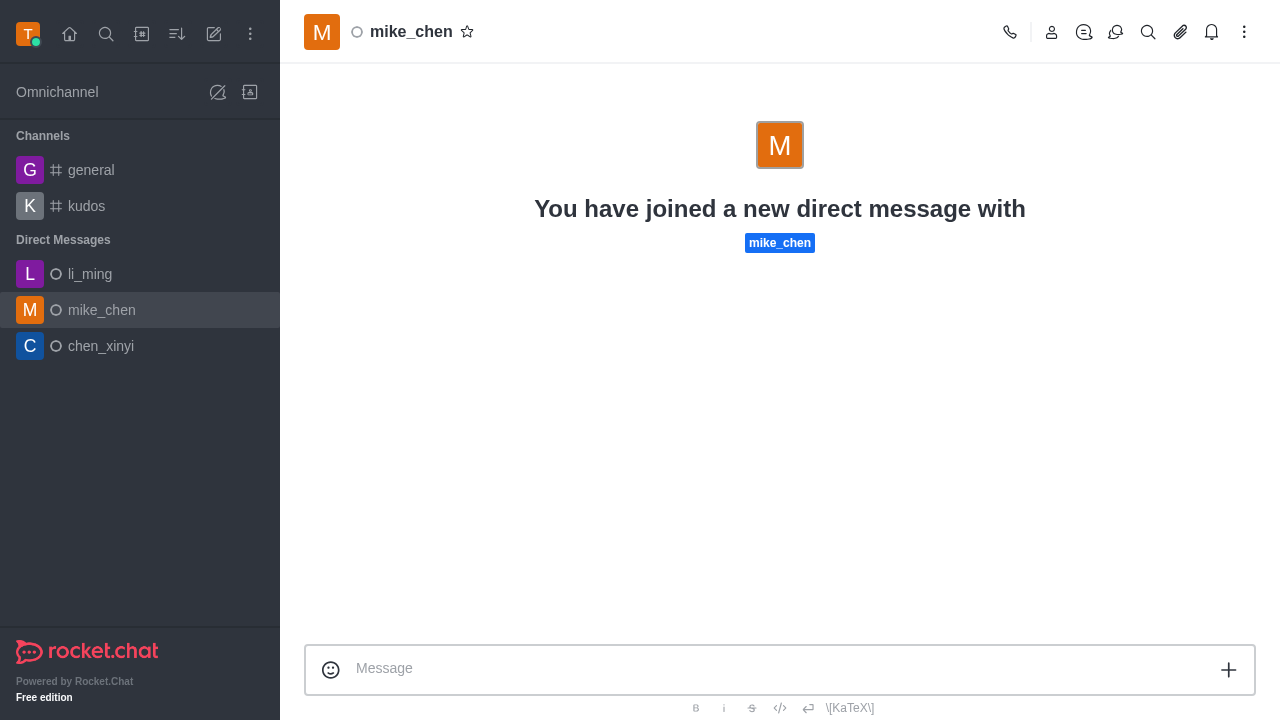 T
Omnichannel
Channels
G general
K kudos
Direct Messages
L li_ming
M mike_chen
C chen_xinyi
rocket.chat
Powered by Rocket.Chat
Free edition
M mike_chen
M
You have joined a new direct message with
mike_chen
Message
B i S </> \[KaTeX\]